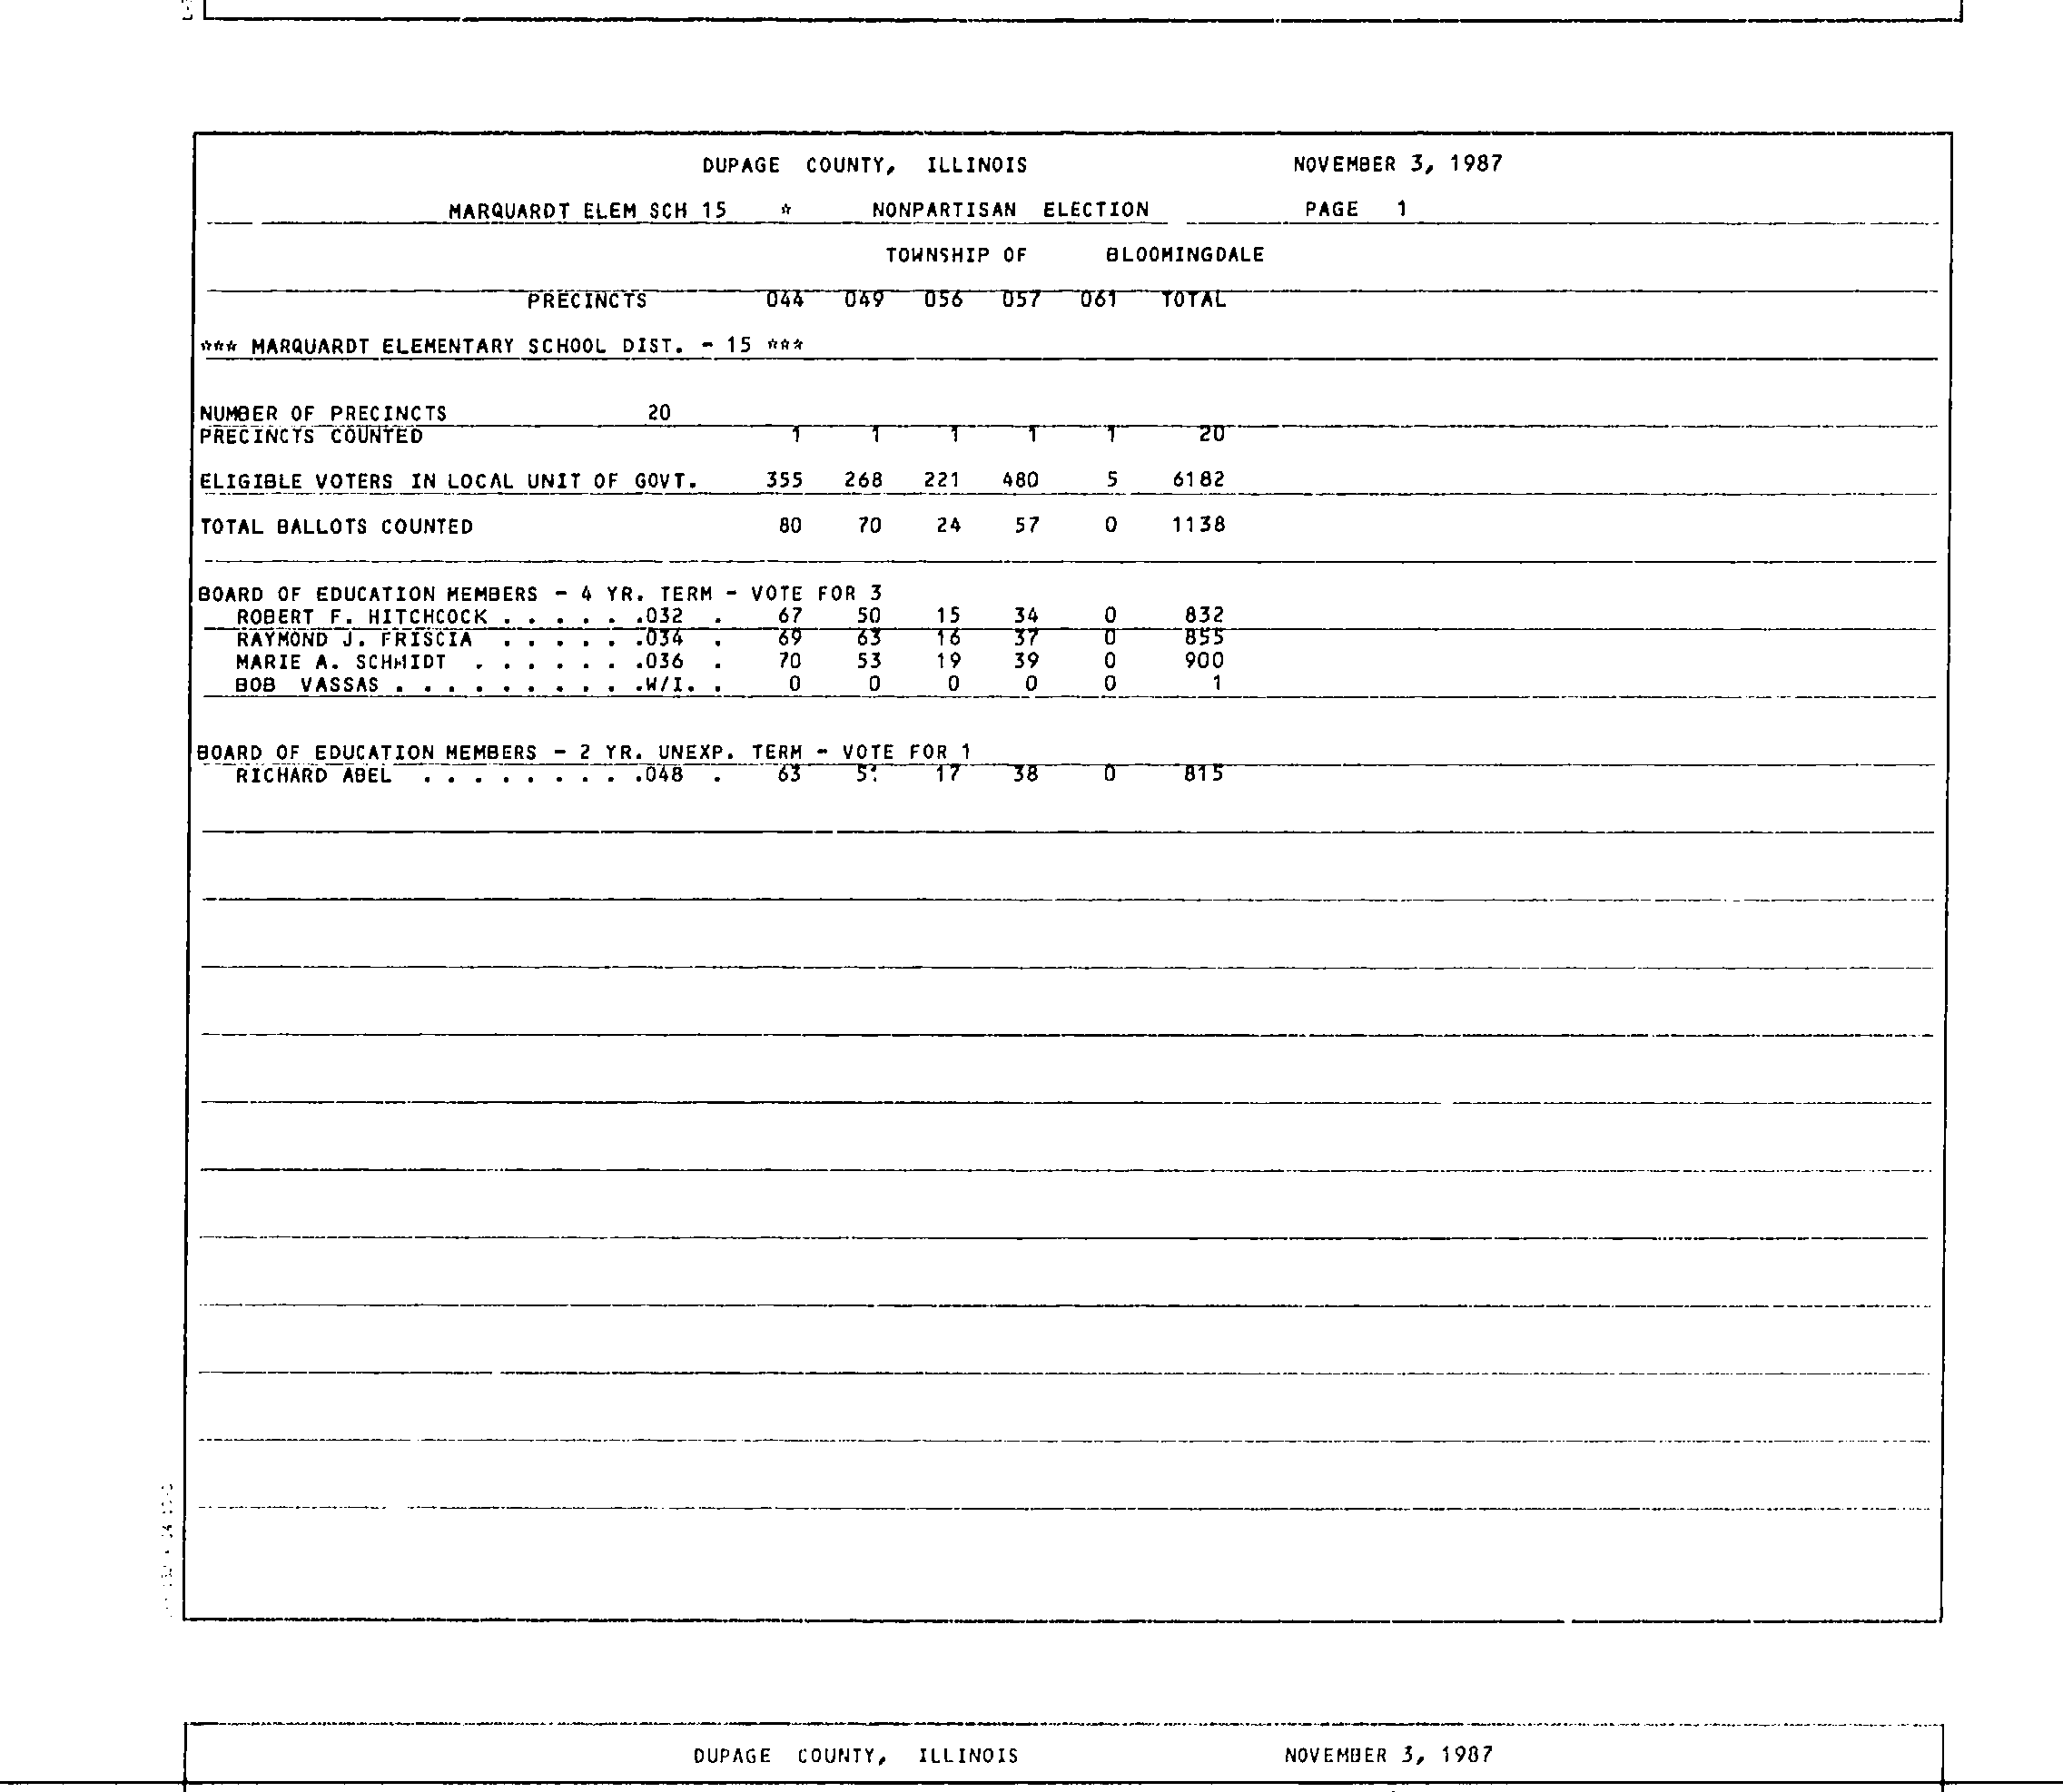 DUPAGE COUNTY, ILLINOIS NOVEMBER 3, 1987
MARQUARDT ELEM SCH 15 * NONPARTISAN ELECTION PAGE 1
TOWNSHIP OF BLOOMINGDALE
PRECINCTS 044 049 056 057 061 TOTAL
*** MARQUARDT ELEMENTARY SCHOOL DIST. - 15 ***
NUMBER OF PRECINCTS 20
PRECINCTS COUNTED 1 1 1 1 1 20
ELIGIBLE VOTERS IN LOCAL UNIT OF GOVT. 355 268 221 480 5 6182
TOTAL BALLOTS COUNTED 80 70 24 57 0 1138
BOARD OF EDUCATION MEMBERS - 4 YR. TERM - VOTE FOR 3
ROBERT F. HITCHCOCK . . . . . .032 . 67 50 15 34 0 832
RAYMOND J. FRISCIA . . . . . .034 . 69 63 16 37 0 855
MARIE A. SCHMIDT . . . . . . .036 . 70 53 19 39 0 900
BOB VASSAS . . . . . . . . . .W/I. . 0 0 0 0 0 1
BOARD OF EDUCATION MEMBERS - 2 YR. UNEXP. TERM - VOTE FOR 1
RICHARD ABEL . . . . . . . . .048 . 63 17 38 0 815
DUPAGE COUNTY, ILLINOIS NOVEMBER 3, 1987